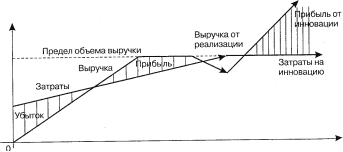 Выручка от
реализации
Прибыль от
инновации
Предел объема выручки
Выручка
Прибыль
Затраты
Затраты на
инновацию
Убыток
0